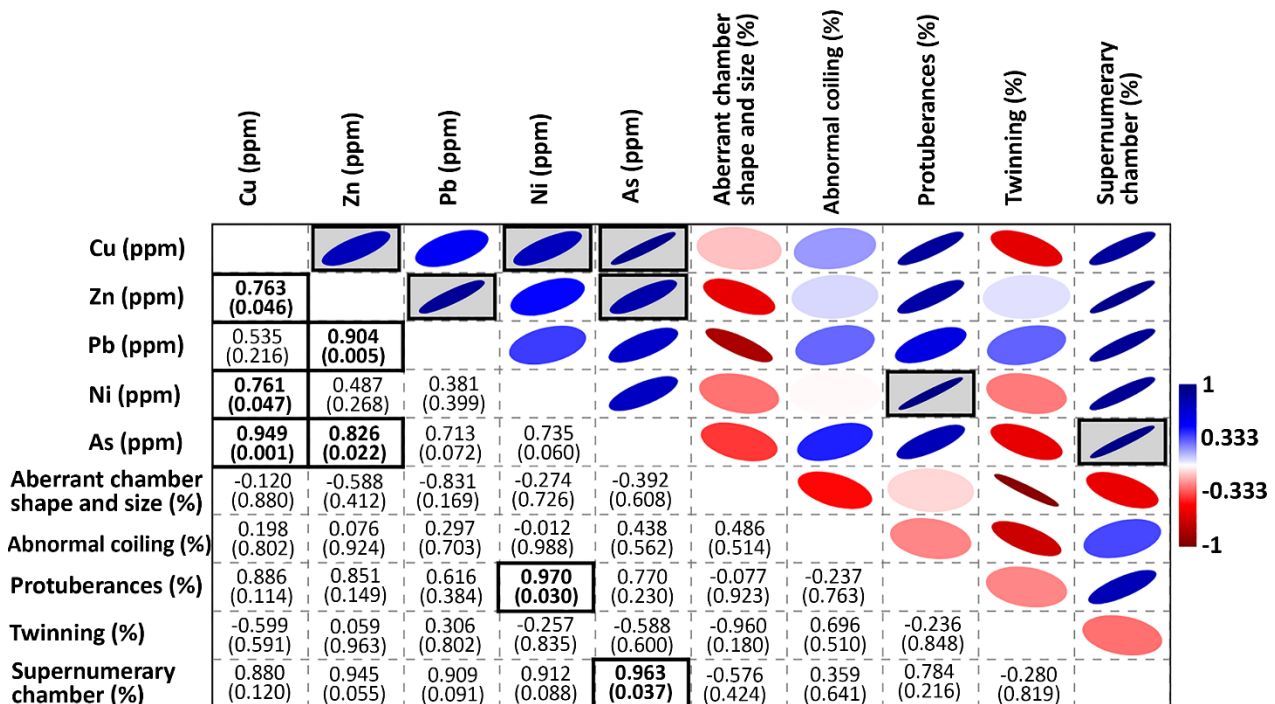 Cu (ppm)
Zn (ppm)
Pb (ppm)
Ni (ppm)
As (ppm)
Aberrant chamber
shape and size (%)
Abnormal coiling (%)
Protuberances (%)
Twinning (%)
Supernumerary
chamber (%)
Cu (ppm)
Zn (ppm)
0.763
(0.046)
Pb (ppm)
0.535 0.904
(0.216) (0.005)
Ni (ppm)
0.761 0.487 0.381
(0.047) (0.268) (0.399)
As (ppm)
0.949 0.826 0.713 0.735
(0.001) (0.022) (0.072) (0.060)
Aberrant chamber
shape and size (%)
-0.120 -0.588 -0.831 -0.274 -0.392
(0.880) (0.412) (0.169) (0.726) (0.608)
Abnormal coiling (%)
0.198 0.076 0.297 -0.012 0.438 0.486
(0.802) (0.924) (0.703) (0.988) (0.562) (0.514)
Protuberances (%)
0.886 0.851 0.616 0.970 0.770 -0.077 -0.237
(0.114) (0.149) (0.384) (0.030) (0.230) (0.923) (0.763)
Twinning (%)
-0.599 0.059 0.306 -0.257 -0.588 -0.960 0.696 -0.236
(0.591) (0.963) (0.802) (0.835) (0.600) (0.180) (0.510) (0.848)
Supernumerary
chamber (%)
0.880 0.945 0.909 0.912 0.963 -0.576 0.359 0.784 -0.280
(0.120) (0.055) (0.091) (0.088) (0.037) (0.424) (0.641) (0.216) (0.819)
1
0.333
-0.333
-1